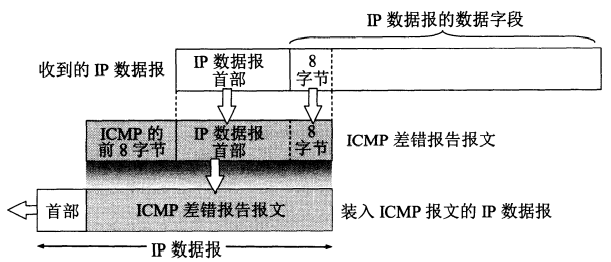 IP 数据报的数据字段
收到的 IP 数据报
IP 数据报
首部
8
字节
ICMP 的
前 8 字节
IP 数据报
首部
8
字节
ICMP 差错报告报文
首部
ICMP 差错报告报文
装入 ICMP 报文的 IP 数据报
IP 数据报